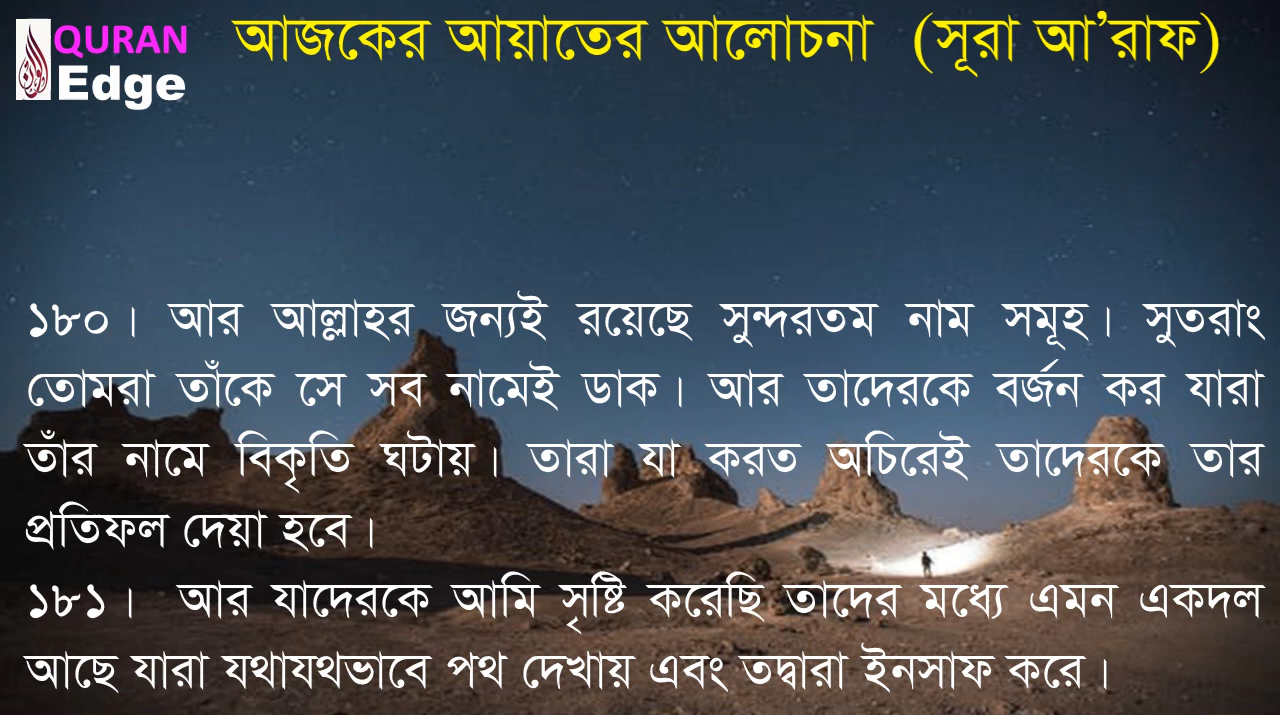 QURAN
Edge
আজকের আয়াতের আলোচনা (সূরা আ’রাফ)
১৮০। আর আল্লাহর জন্যই রয়েছে সুন্দরতম নাম সমূহ। সুতরাং
তোমরা তাঁকে সে সব নামেই ডাক। আর তাদেরকে বর্জন কর যারা
তাঁর নামে বিকৃতি ঘটায়। তারা যা করত অচিরেই তাদেরকে তার
প্রতিফল দেয়া হবে।
১৮১। আর যাদেরকে আমি সৃষ্টি করেছি তাদের মধ্যে এমন একদল
আছে যারা যথাযথভাবে পথ দেখায় এবং তদ্বারা ইনসাফ করে।